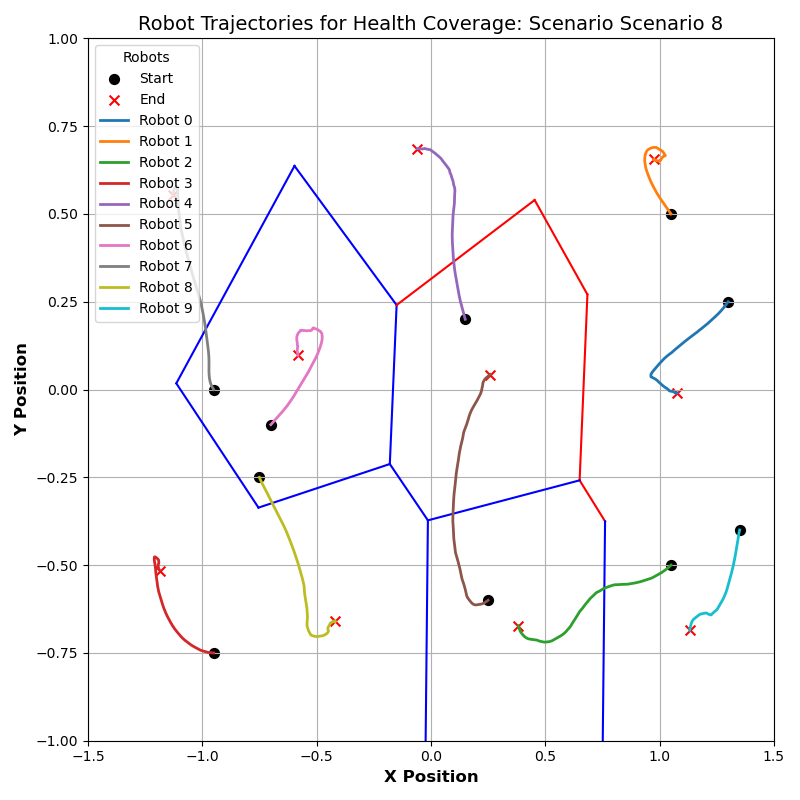 Robot Trajectories for Health Coverage: Scenario Scenario 8
Robots
Start
End
Robot 0
Robot 1
Robot 2
Robot 3
Robot 4
Robot 5
Robot 6
Robot 7
Robot 8
Robot 9
Y Position
1.00
0.75
0.50
0.25
0.00
−0.25
−0.50
−0.75
−1.00
−1.5
−1.0
−0.5
0.0
0.5
1.0
1.5
X Position